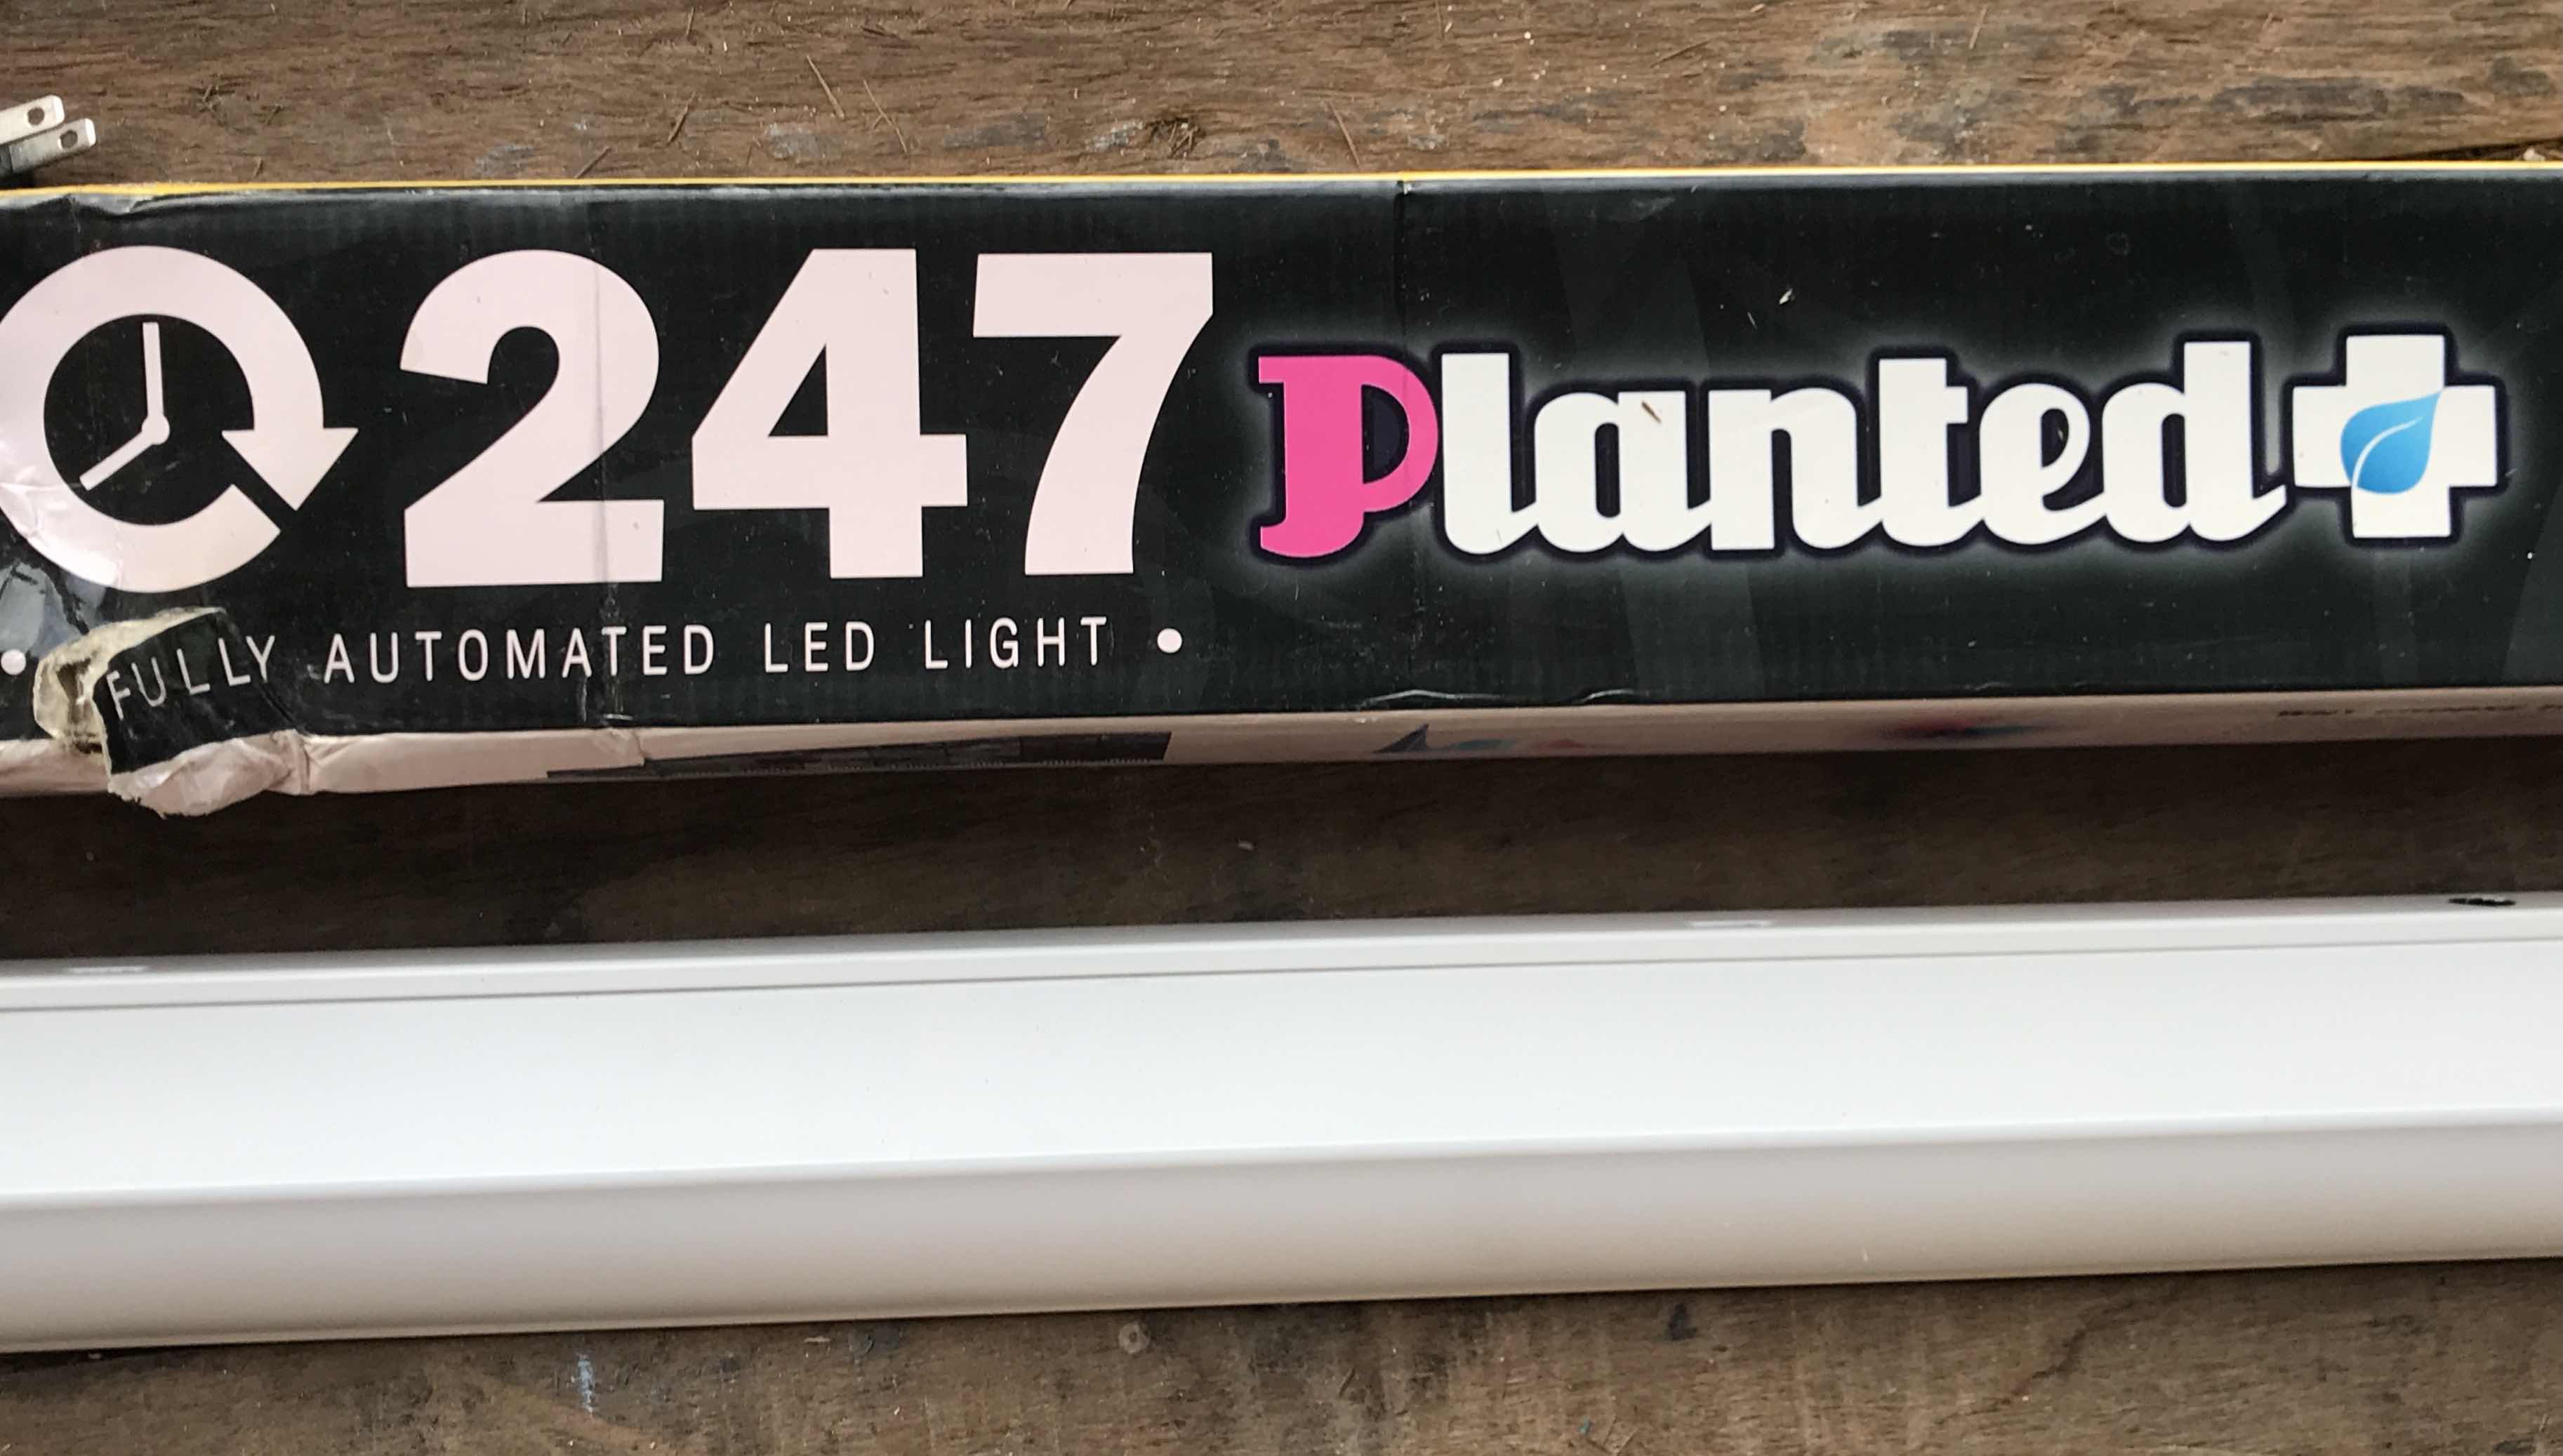 247 Planted+
• FULLY AUTOMATED LED LIGHT •